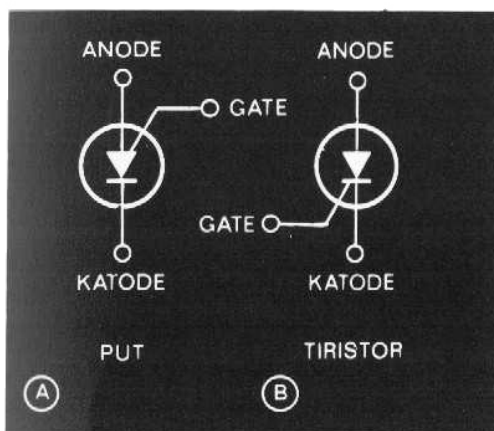 ANODE
GATE
KATODE
PUT
A
ANODE
GATE
KATODE
TIRISTOR
B